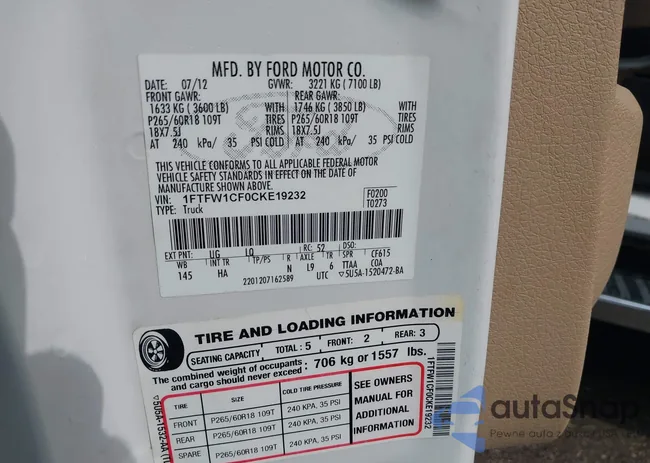 MFD. BY FORD MOTOR CO.
DATE: 07/12 GVWR: 3221 KG ( 7100 LB)
FRONT GAWR: REAR GAWR:
1633 KG ( 3600 LB) WITH 1746 KG ( 3850 LB) WITH
P265/60R18 109T TIRES P265/60R18 109T TIRES
18X7.5J RIMS 18X7.5J RIMS
AT 240 kPa/ 35 PSI COLD AT 240 kPa/ 35 PSI COLD
THIS VEHICLE CONFORMS TO ALL APPLICABLE FEDERAL MOTOR
VEHICLE SAFETY STANDARDS IN EFFECT ON THE DATE OF
MANUFACTURE SHOWN ABOVE.
VIN: 1FTFW1CF0CKE19232 F0200
TYPE: Truck T0273
EXT PNT: UG LQ RC: 52 DSO:
WB INT TR TP/PS R AXLE TR SPR CF615
145 HA N L9 6 TTAA COA
220120716 2589 UTC ▽5U5A-1520472-BA
TIRE AND LOADING INFORMATION
SEATING CAPACITY TOTAL: 5 FRONT: 2 REAR: 3
The combined weight of occupants and cargo should never exceed: 706 kg or 1557 lbs.
TIRE SIZE COLD TIRE PRESSURE
FRONT P265/60R18 109T 240 KPA, 35 PSI
REAR P265/60R18 109T 240 KPA, 35 PSI
SPARE P265/60R18 109T 240 KPA, 35 PSI
SEE OWNERS
MANUAL FOR
ADDITIONAL
INFORMATION
1FTFW1CF0CKE19232
autoSnap
Pewne auto z